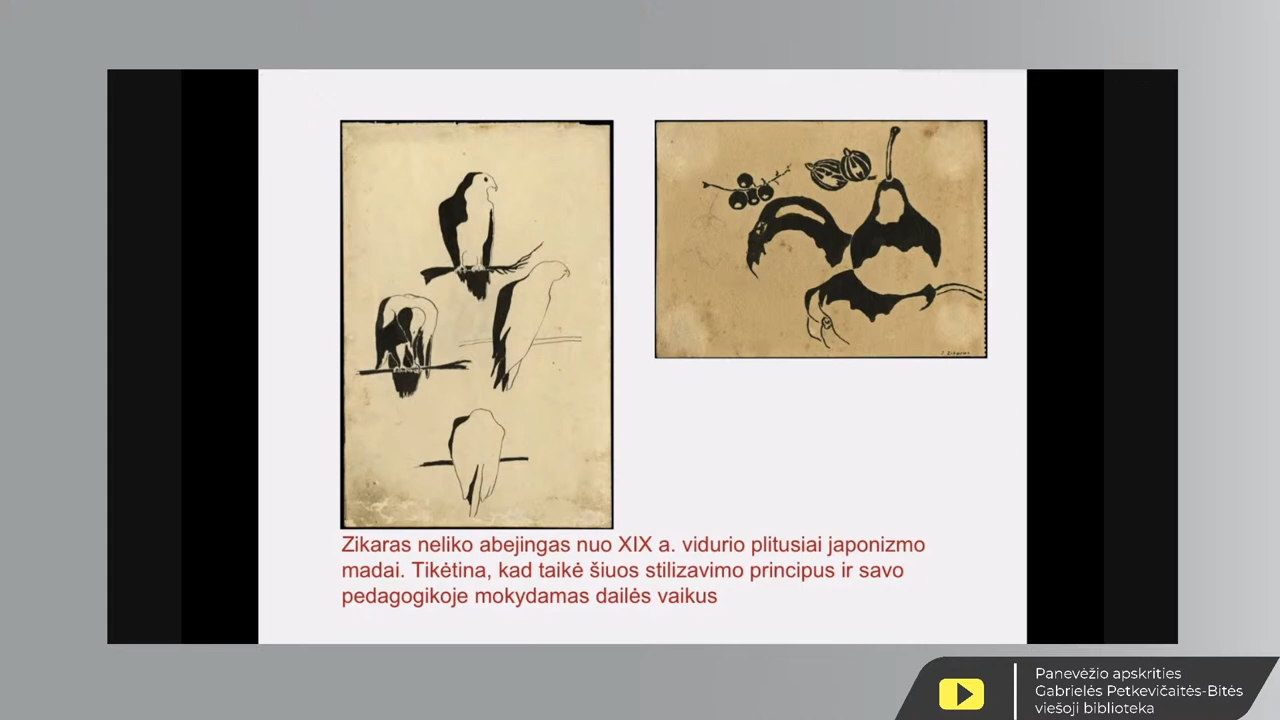 Zikaras neliko abejingas nuo XIX a. vidurio plitusiai japonizmo
madai. Tikėtina, kad taikė šiuos stilizavimo principus ir savo
pedagogikoje mokydamas dailės vaikus
Panevėžio apskrities
Gabrielės Petkevičaitės-Bitės
viešoji biblioteka